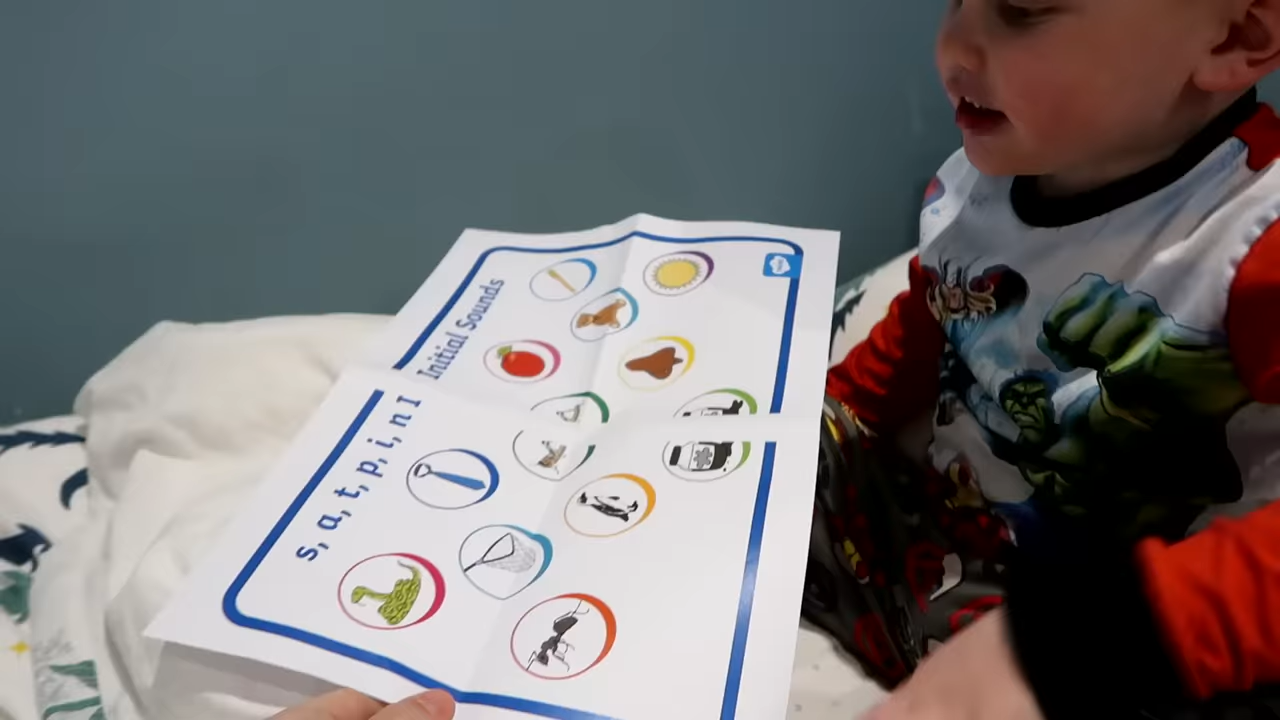 s, a, t, p, i, n Initial Sounds